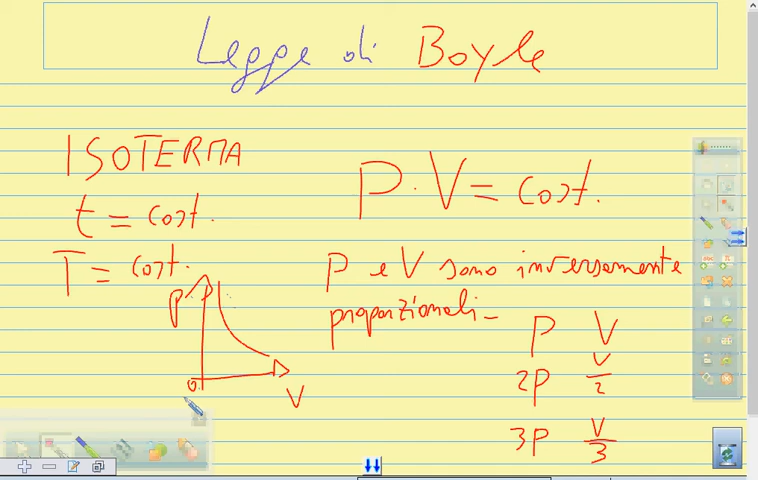 Legge di Boyle
ISOTERMA
t = cost.
T = cost.
P · V = cost.
P e V sono inversamente
proporzionali -
P
V
0
P V
2P V/2
3P V/3